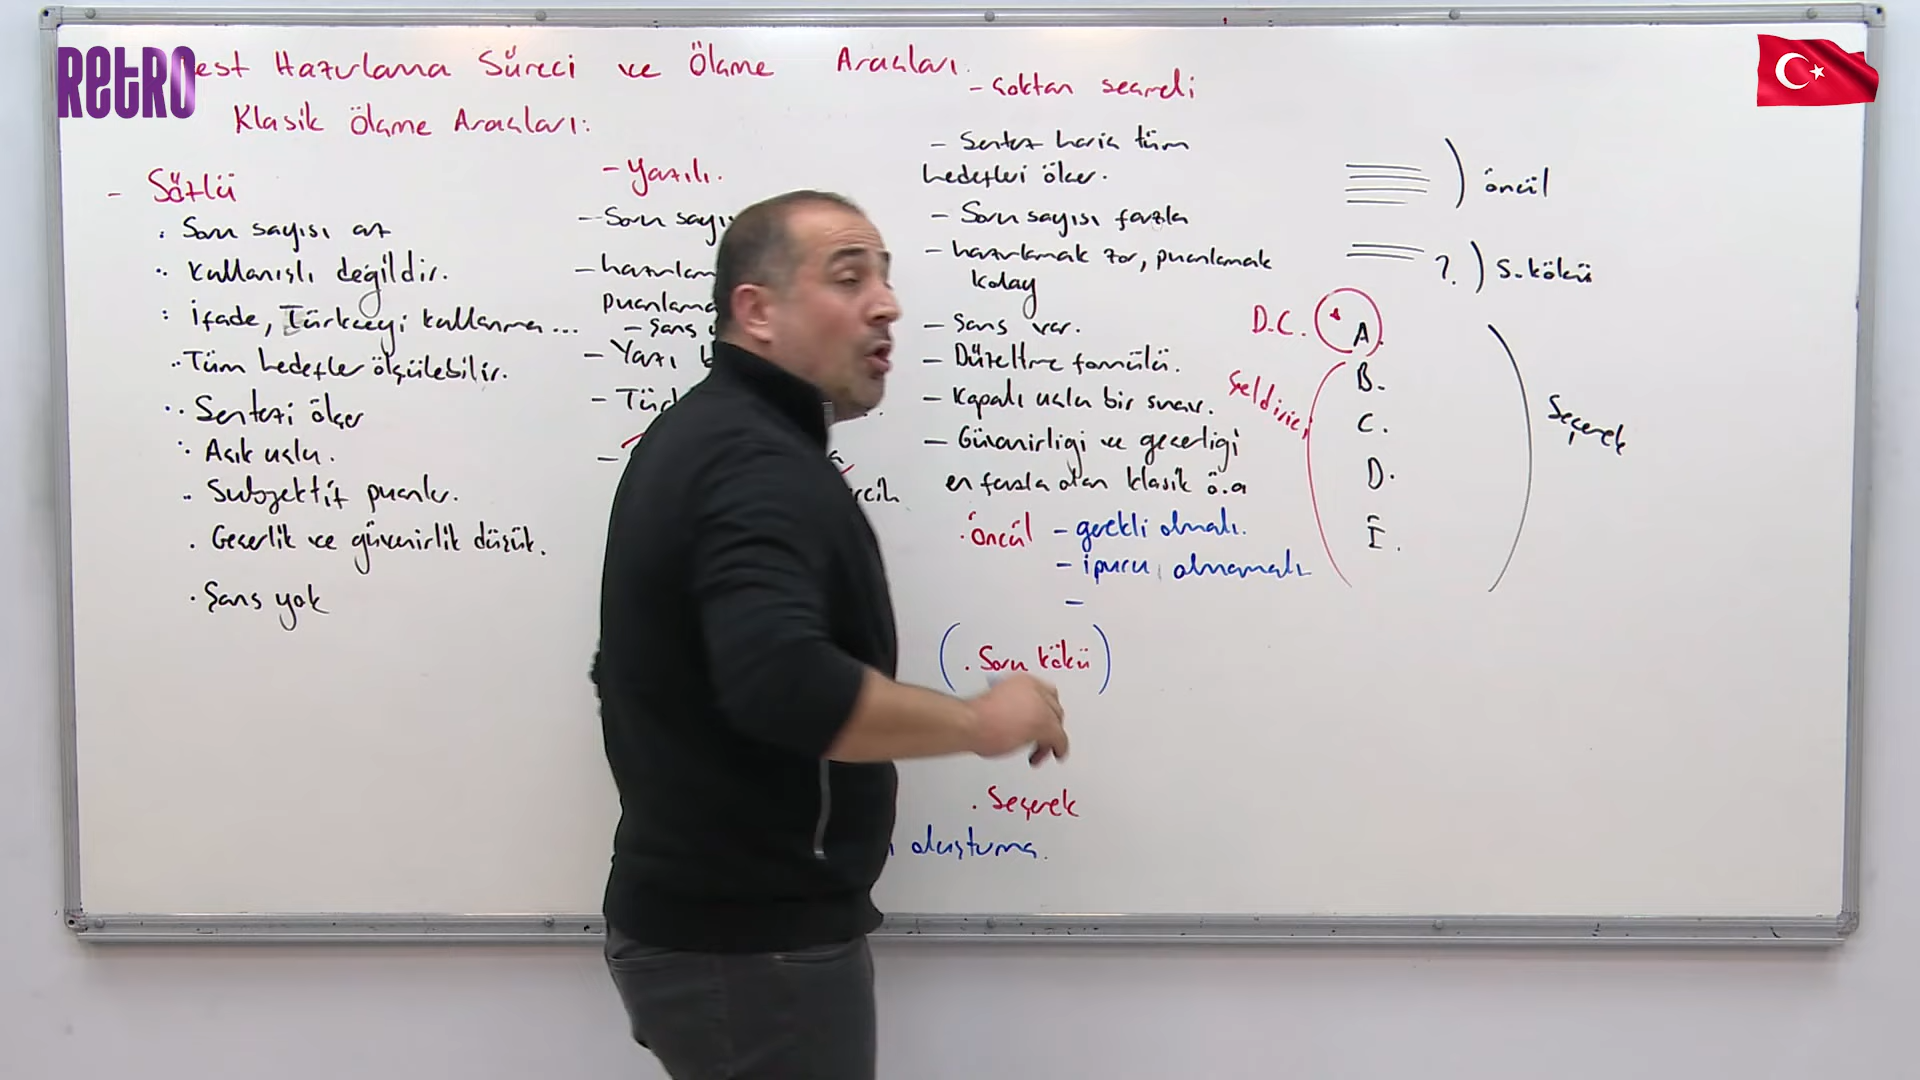 RETRO
Test Hazırlama Süreci ve Ölçme Araçları.
Klasik Ölçme Araçları:
- Sözlü
. Soru sayısı az
.. Kullanışlı değildir.
: İfade, Türkçeyi kullanma...
.. Tüm hedefler ölçülebilir.
.. Sentezi ölçer
. Açık uçlu.
.. Subjektif puanlr.
. Geçerlik ve güvenirlik düşük.
. Şans yok
- Yazılı.
- Soru sayı
- hazırlam
puanlama
- Şans
- Yazı
- Türk
- çoktan seçmeli
- Sentez hariç tüm
hedefleri ölçer.
- Soru sayısı fazla
- hazırlamak zor, puanlamak
kolay
- Şans var.
- Düzeltme formülü.
- Kapalı uçlu bir sınav.
- Güvenirliği ve geçerliği
en fazla olan klasik ö.a
. öncül - gerekli olmalı.
- ipucu olmamalı
-
(. Soru kökü)
. Seçenek
oluşturma.
) öncül
?. ) S. kökü
D.C. A.
B.
C.
D.
E.
Çeldirici
Seçenek